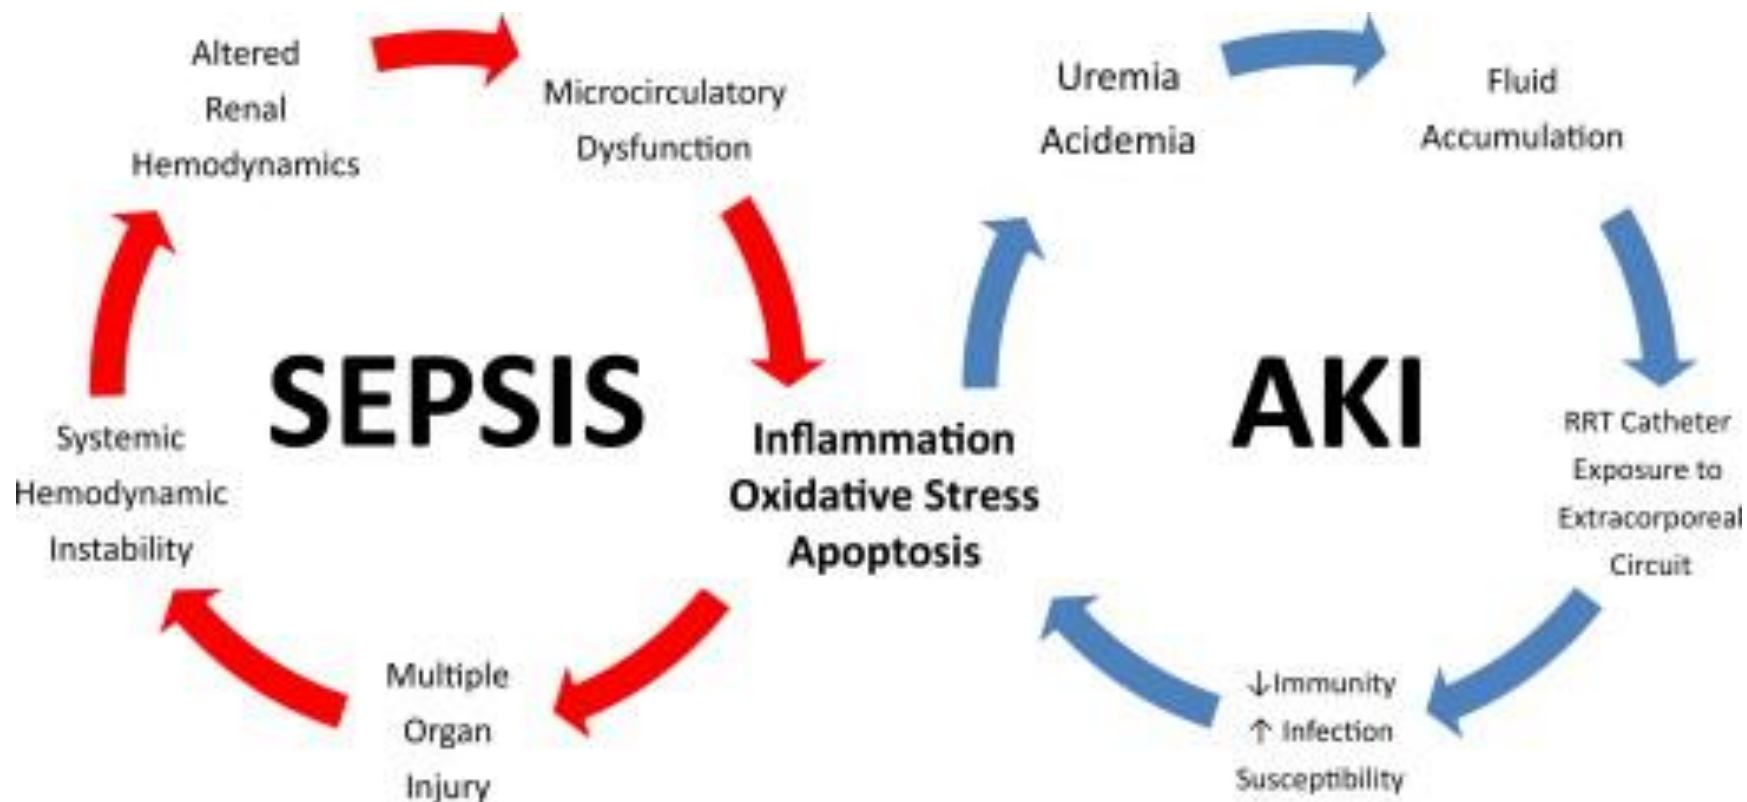 Altered
Renal
Hemodynamics
Microcirculatory
Dysfunction
SEPSIS
Inflammation
Oxidative Stress
Apoptosis
Multiple
Organ
Injury
Systemic
Hemodynamic
Instability
Uremia
Acidemia
Fluid
Accumulation
AKI
RRT Catheter
Exposure to
Extracorporeal
Circuit
↓Immunity
↑ Infection
Susceptibility